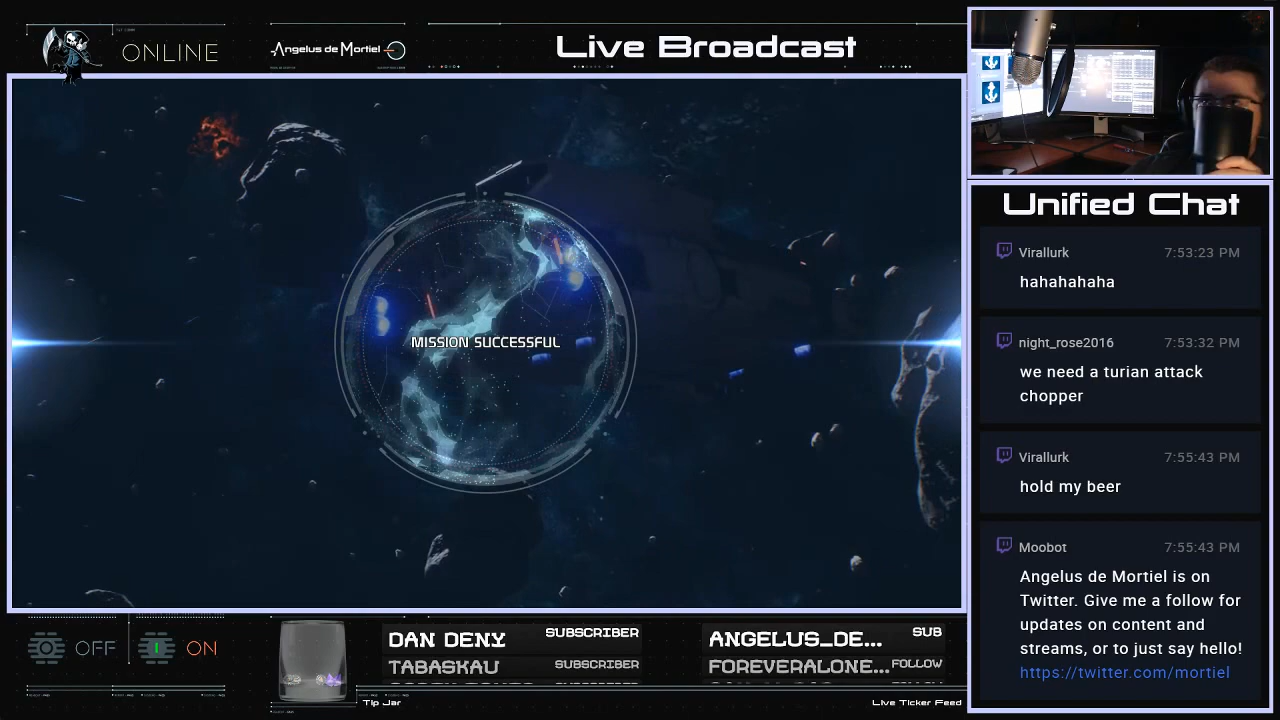 ONLINE
Angelus de Mortiel
Live Broadcast
MISSION SUCCESSFUL
Unified Chat
Virallurk 7:53:23 PM
hahahahaha
night_rose2016 7:53:32 PM
we need a turian attack
chopper
Virallurk 7:55:43 PM
hold my beer
Moobot 7:55:43 PM
Angelus de Mortiel is on
Twitter. Give me a follow for
updates on content and
streams, or to just say hello!
https://twitter.com/mortiel
OFF
ON
DAN DENY SUBSCRIBER
TABASKAU SUBSCRIBER
ANGELUS_DE... SUB
FOREVERALONE... FOLLOW
Tip Jar
Live Ticker Feed